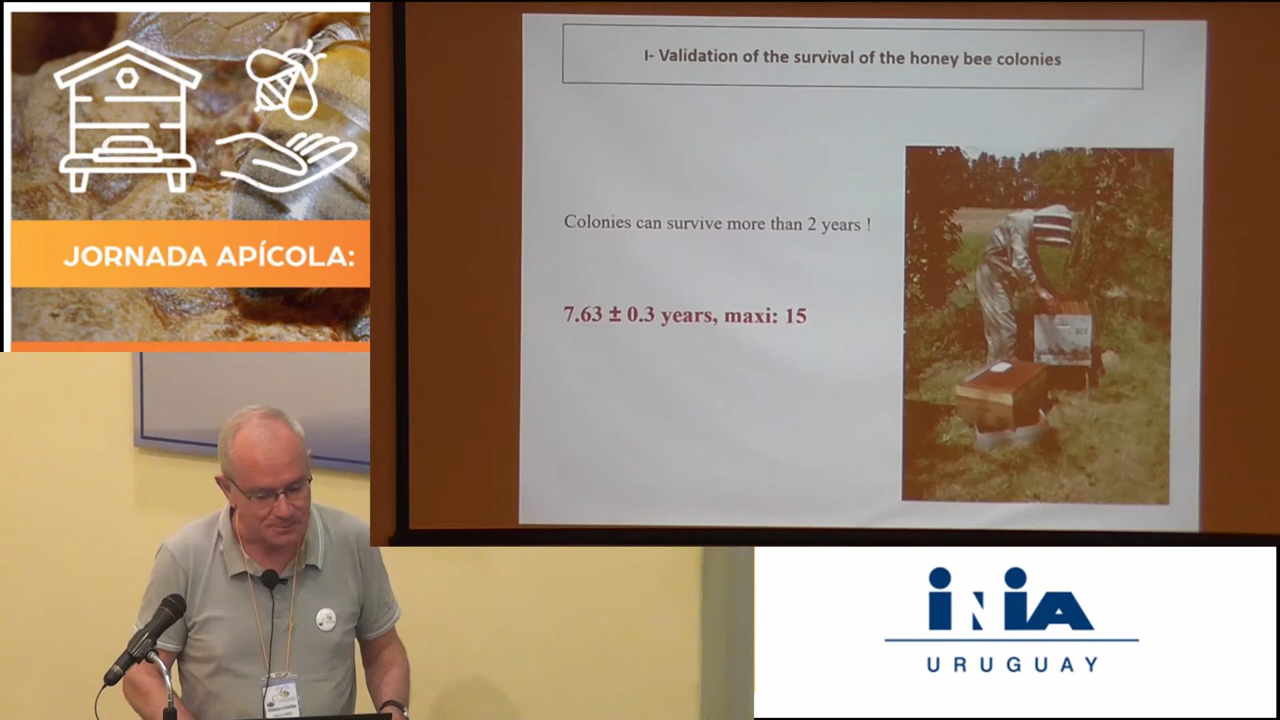 JORNADA APÍCOLA:
I- Validation of the survival of the honey bee colonies
Colonies can survive more than 2 years !
7.63 ± 0.3 years, maxi: 15
INIA
URUGUAY